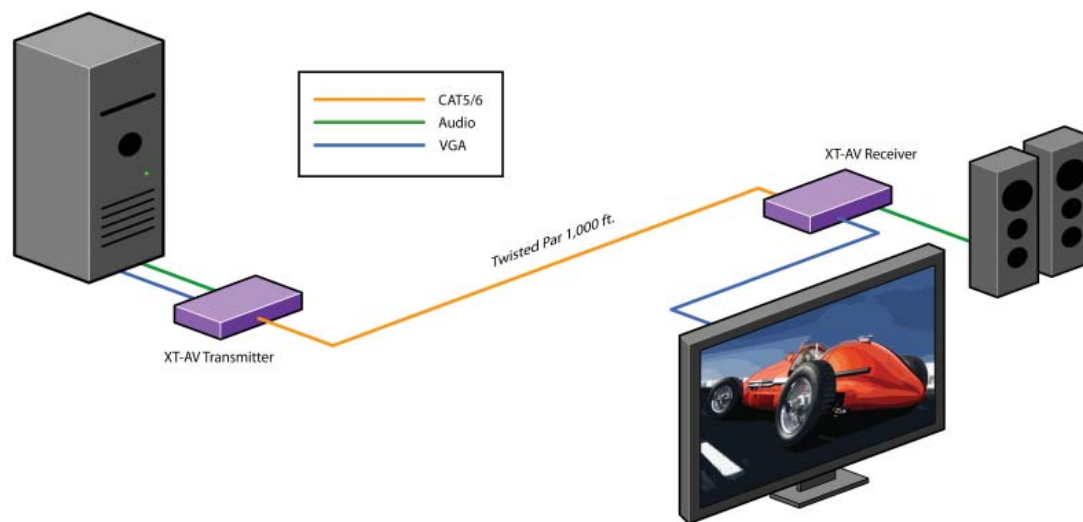 CAT5/6
Audio
VGA
XT-AV Receiver
Twisted Par 1,000 ft.
XT-AV Transmitter